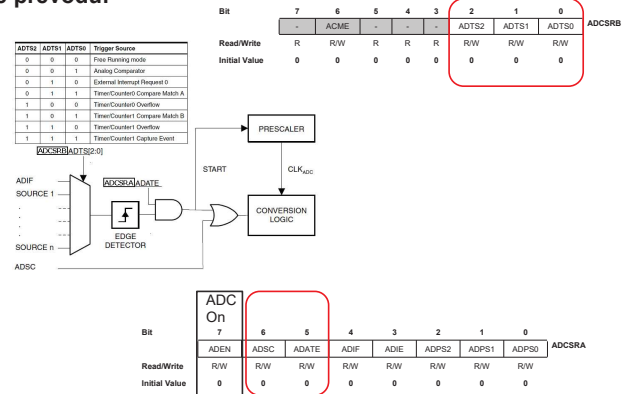 Bit 7 6 5 4 3 2 1 0
- ACME - - - ADTS2 ADTS1 ADTS0 ADCSRB
Read/Write R R/W R R R R/W R/W R/W
Initial Value 0 0 0 0 0 0 0 0
ADTS2 ADTS1 ADTS0 Trigger Source
0 0 0 Free Running mode
0 0 1 Analog Comparator
0 1 0 External Interrupt Request 0
0 1 1 Timer/Counter0 Compare Match A
1 0 0 Timer/Counter0 Overflow
1 0 1 Timer/Counter1 Compare Match B
1 1 0 Timer/Counter1 Overflow
1 1 1 Timer/Counter1 Capture Event
ADCSRB ADTS[2:0]
PRESCALER
START CLKADC
ADIF
ADCSRA ADATE
SOURCE 1
.
.
.
.
CONVERSION
LOGIC
SOURCE n
EDGE
DETECTOR
ADSC
ADC
On
Bit 7 6 5 4 3 2 1 0
ADEN ADSC ADATE ADIF ADIE ADPS2 ADPS1 ADPS0 ADCSRA
Read/Write R/W R/W R/W R/W R/W R/W R/W R/W
Initial Value 0 0 0 0 0 0 0 0